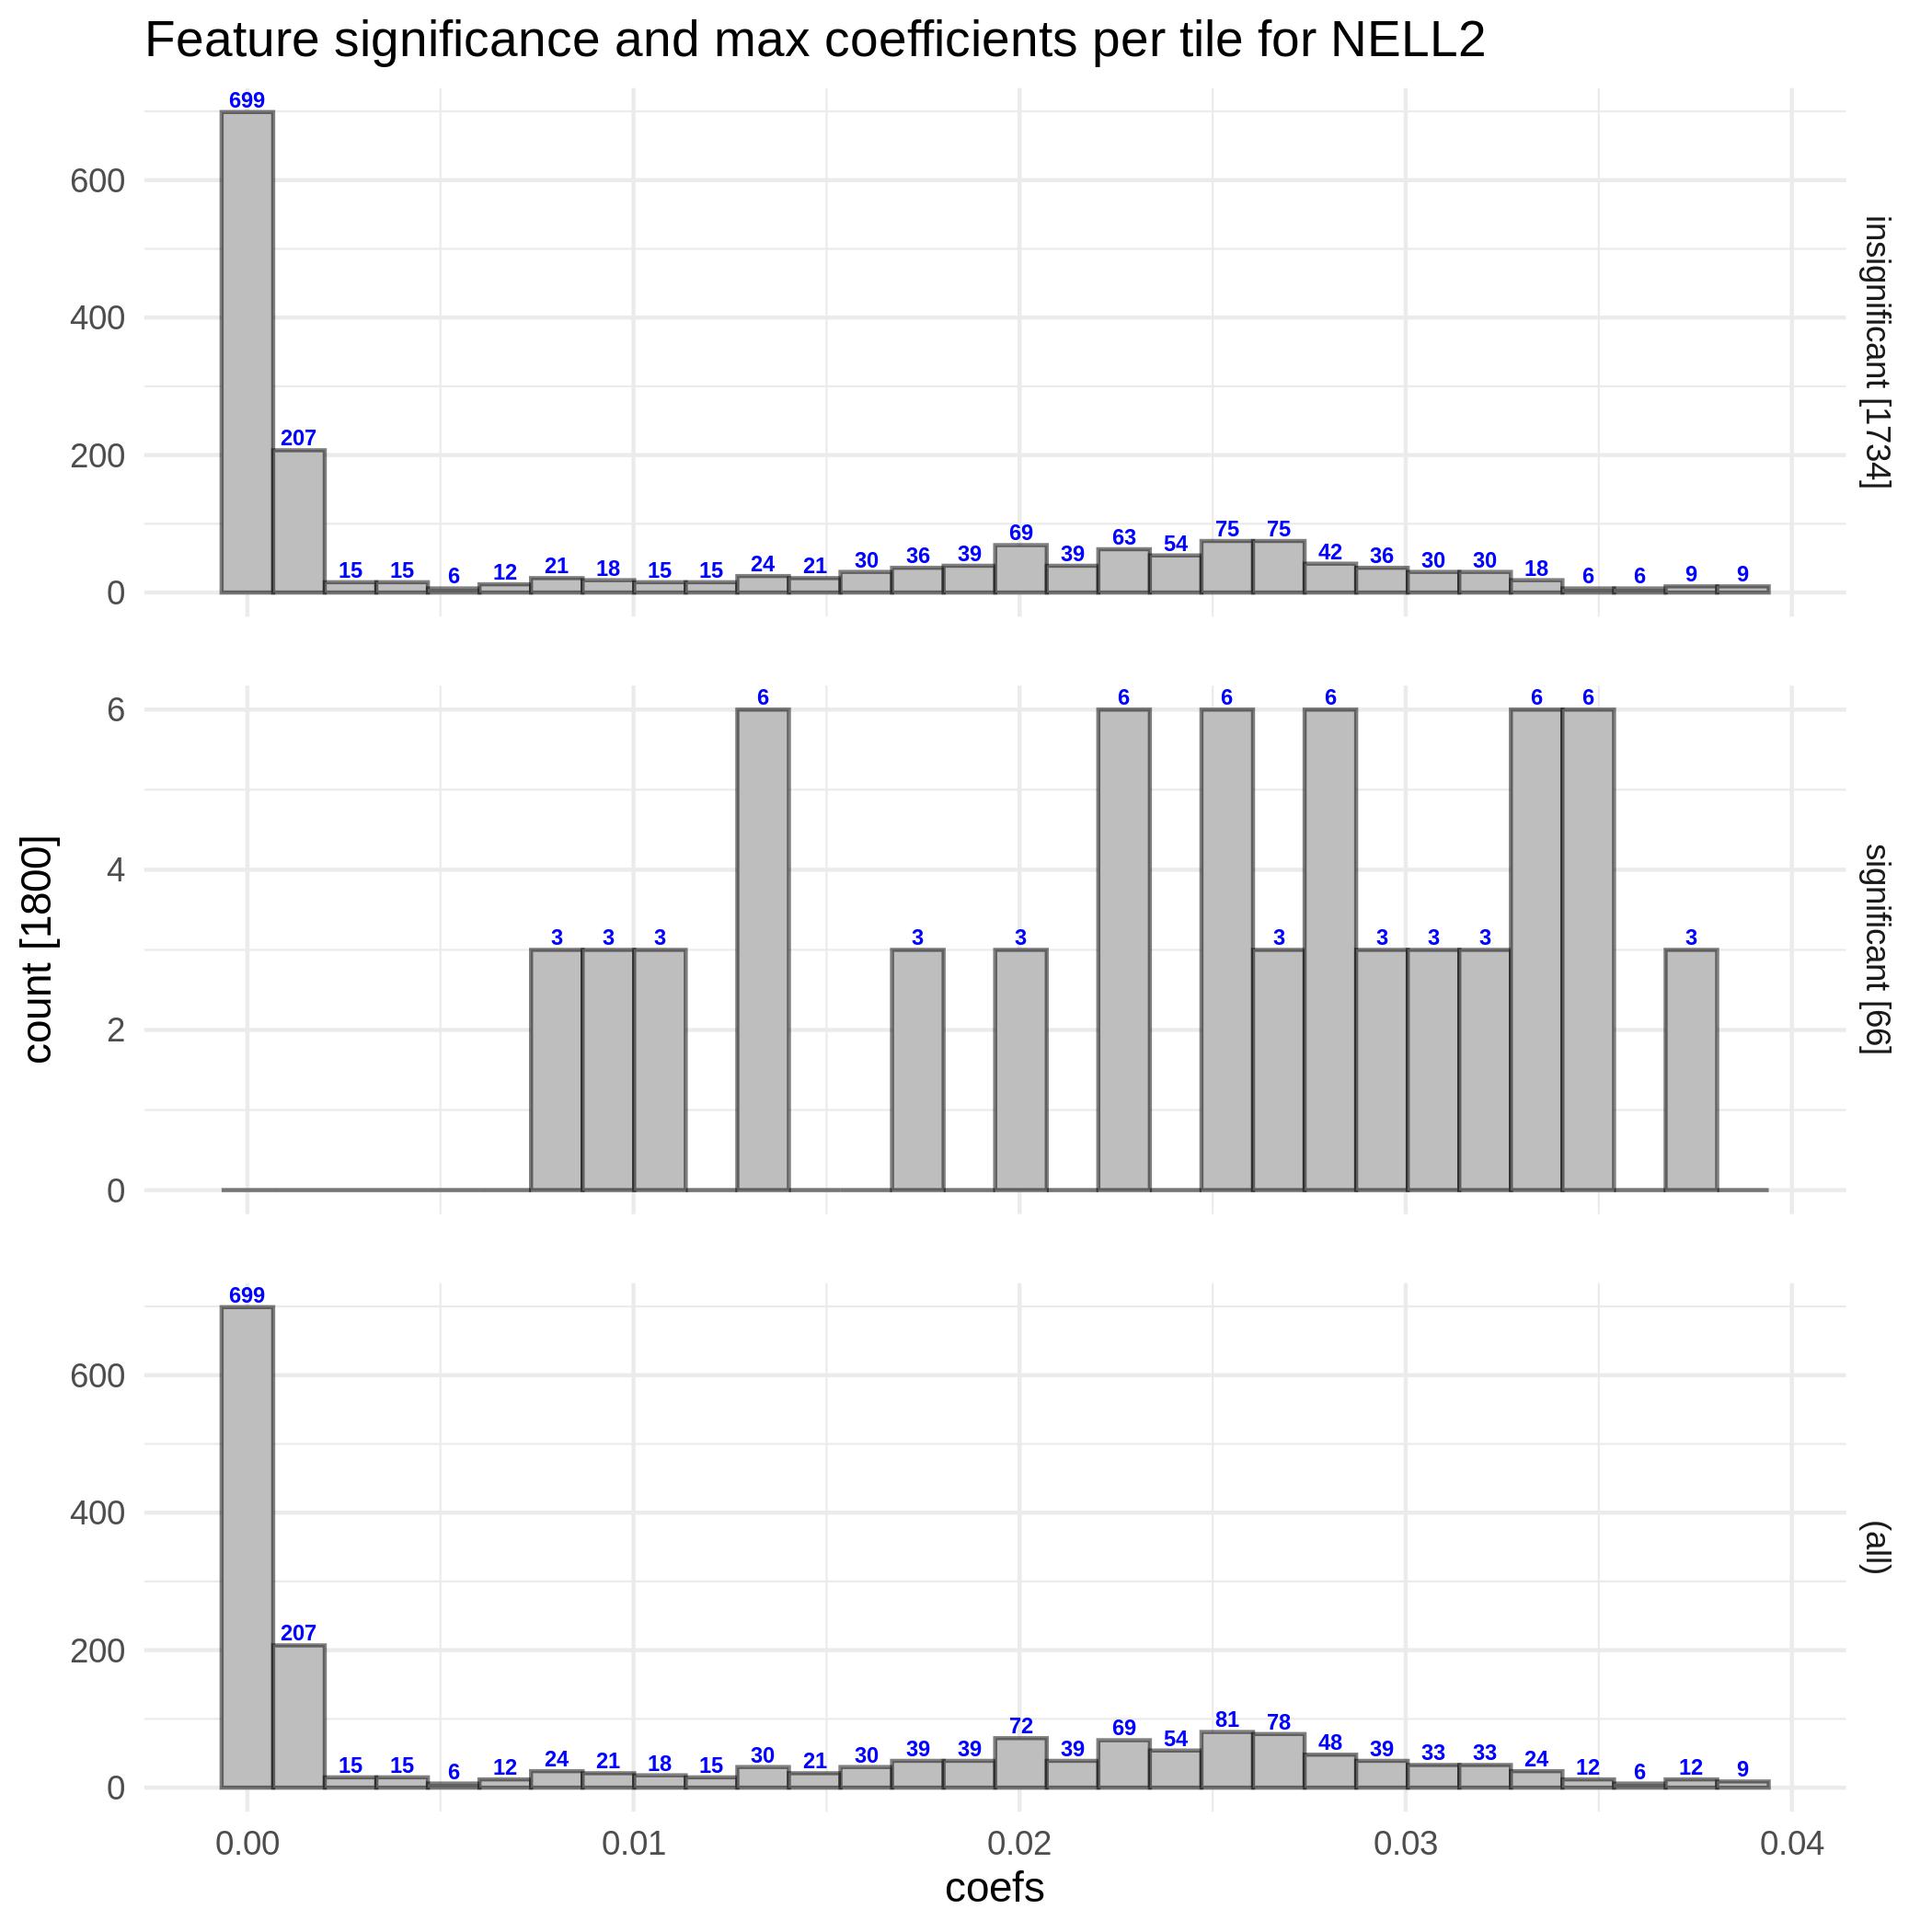 Feature significance and max coefficients per tile for NELL2
699
207
15 15 6 12 21 18 15 15 24 21 30 36 39 69 39 63 54 75 75 42 36 30 30 18 6 6 9 9
600
400
200
0
insignificant [1734]
6 6 6 6 6 6
3 3 3 3 3 3 3 3 3 3
6
4
2
0
significant [66]
count [1800]
699
207
15 15 6 12 24 21 18 15 30 21 30 39 39 72 39 69 54 81 78 48 39 33 33 24 12 6 12 9
600
400
200
0
(all)
0.00 0.01 0.02 0.03 0.04
coefs